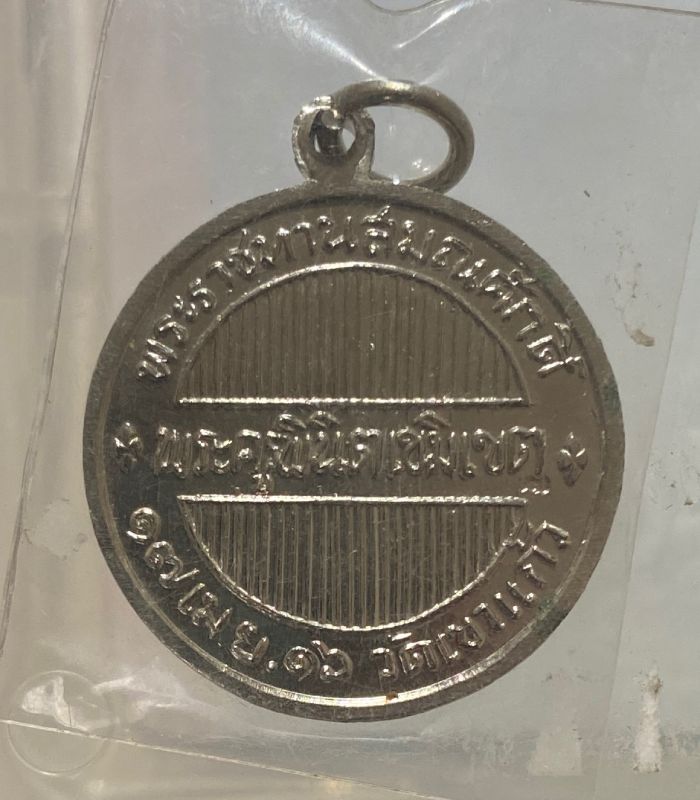 พระราชทานสมณศักดิ์
พระครูพินิตเขมเขต
๑๗ เม.ย. ๑๖ วัดเขาแก้ว